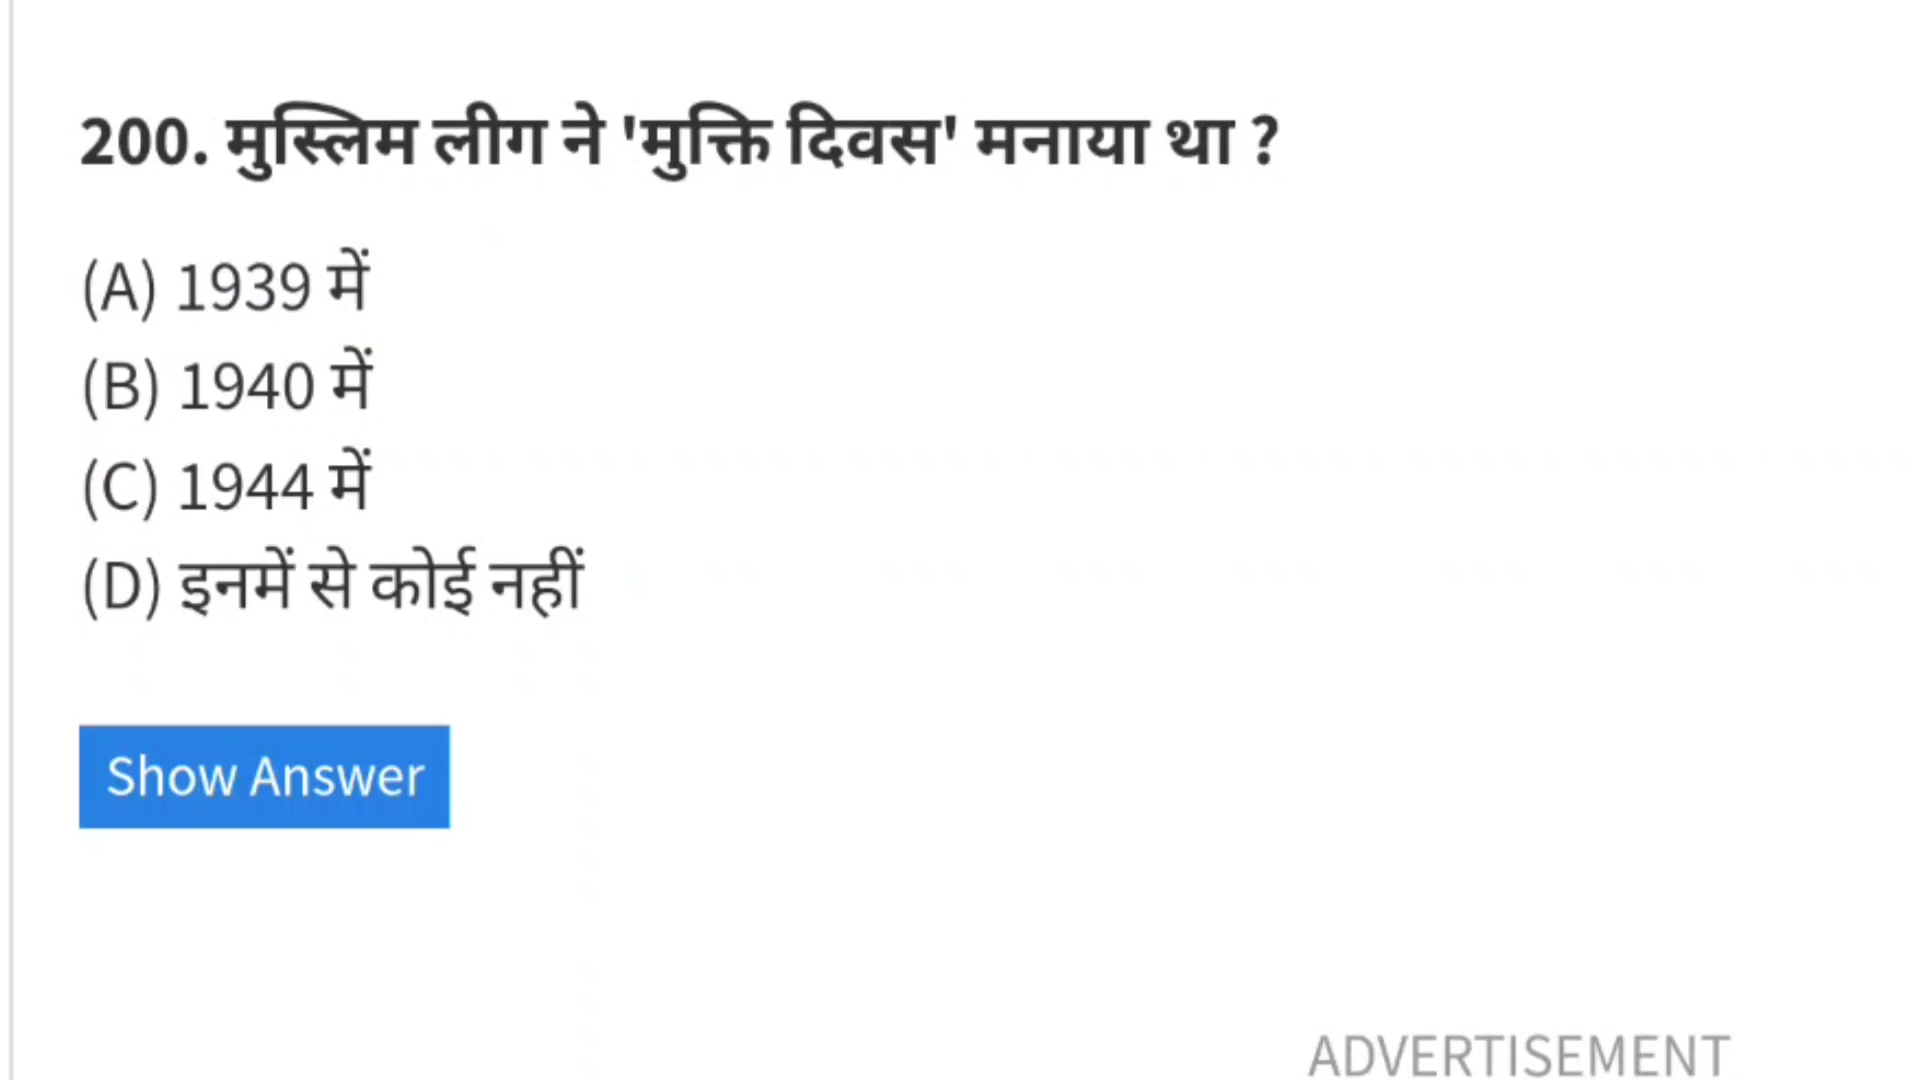 200. मुस्लिम लीग ने 'मुक्ति दिवस' मनाया था ?
(A) 1939 में
(B) 1940 में
(C) 1944 में
(D) इनमें से कोई नहीं
Show Answer
ADVERTISEMENT